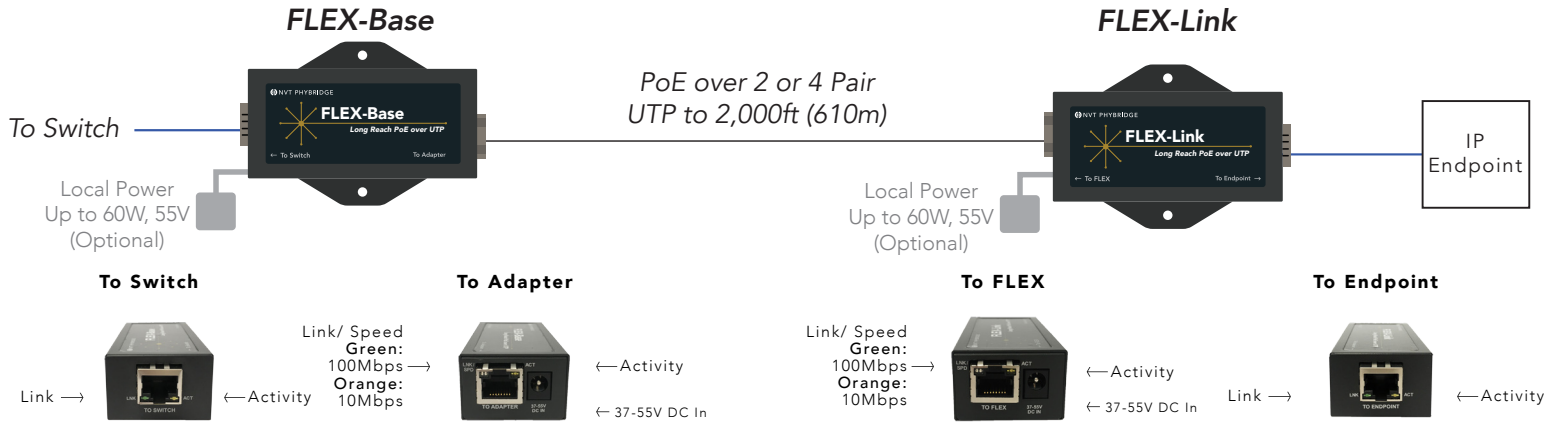 FLEX-Base
FLEX-Link
NVT PHYBRIDGE
FLEX-Base
Long Reach PoE over UTP
← To Switch
To Adapter
PoE over 2 or 4 Pair
UTP to 2,000ft (610m)
NVT PHYBRIDGE
FLEX-Link
Long Reach PoE over UTP
← To FLEX
To Endpoint →
To Switch
IP
Endpoint
Local Power
Up to 60W, 55V
(Optional)
Local Power
Up to 60W, 55V
(Optional)
To Switch
To Adapter
To FLEX
To Endpoint
Link →
LINK
ACT
TO SWITCH
← Activity
Link/ Speed
Green:
100Mbps →
Orange:
10Mbps
LNK/
SPD
ACT
TO ADAPTER
37-55V
DC IN
← Activity
← 37-55V DC In
Link/ Speed
Green:
100Mbps →
Orange:
10Mbps
FLEX-Link
LNK/
SPD
ACT
TO FLEX
37-55V
DC IN
← Activity
← 37-55V DC In
Link →
LINK
ACT
TO ENDPOINT
← Activity